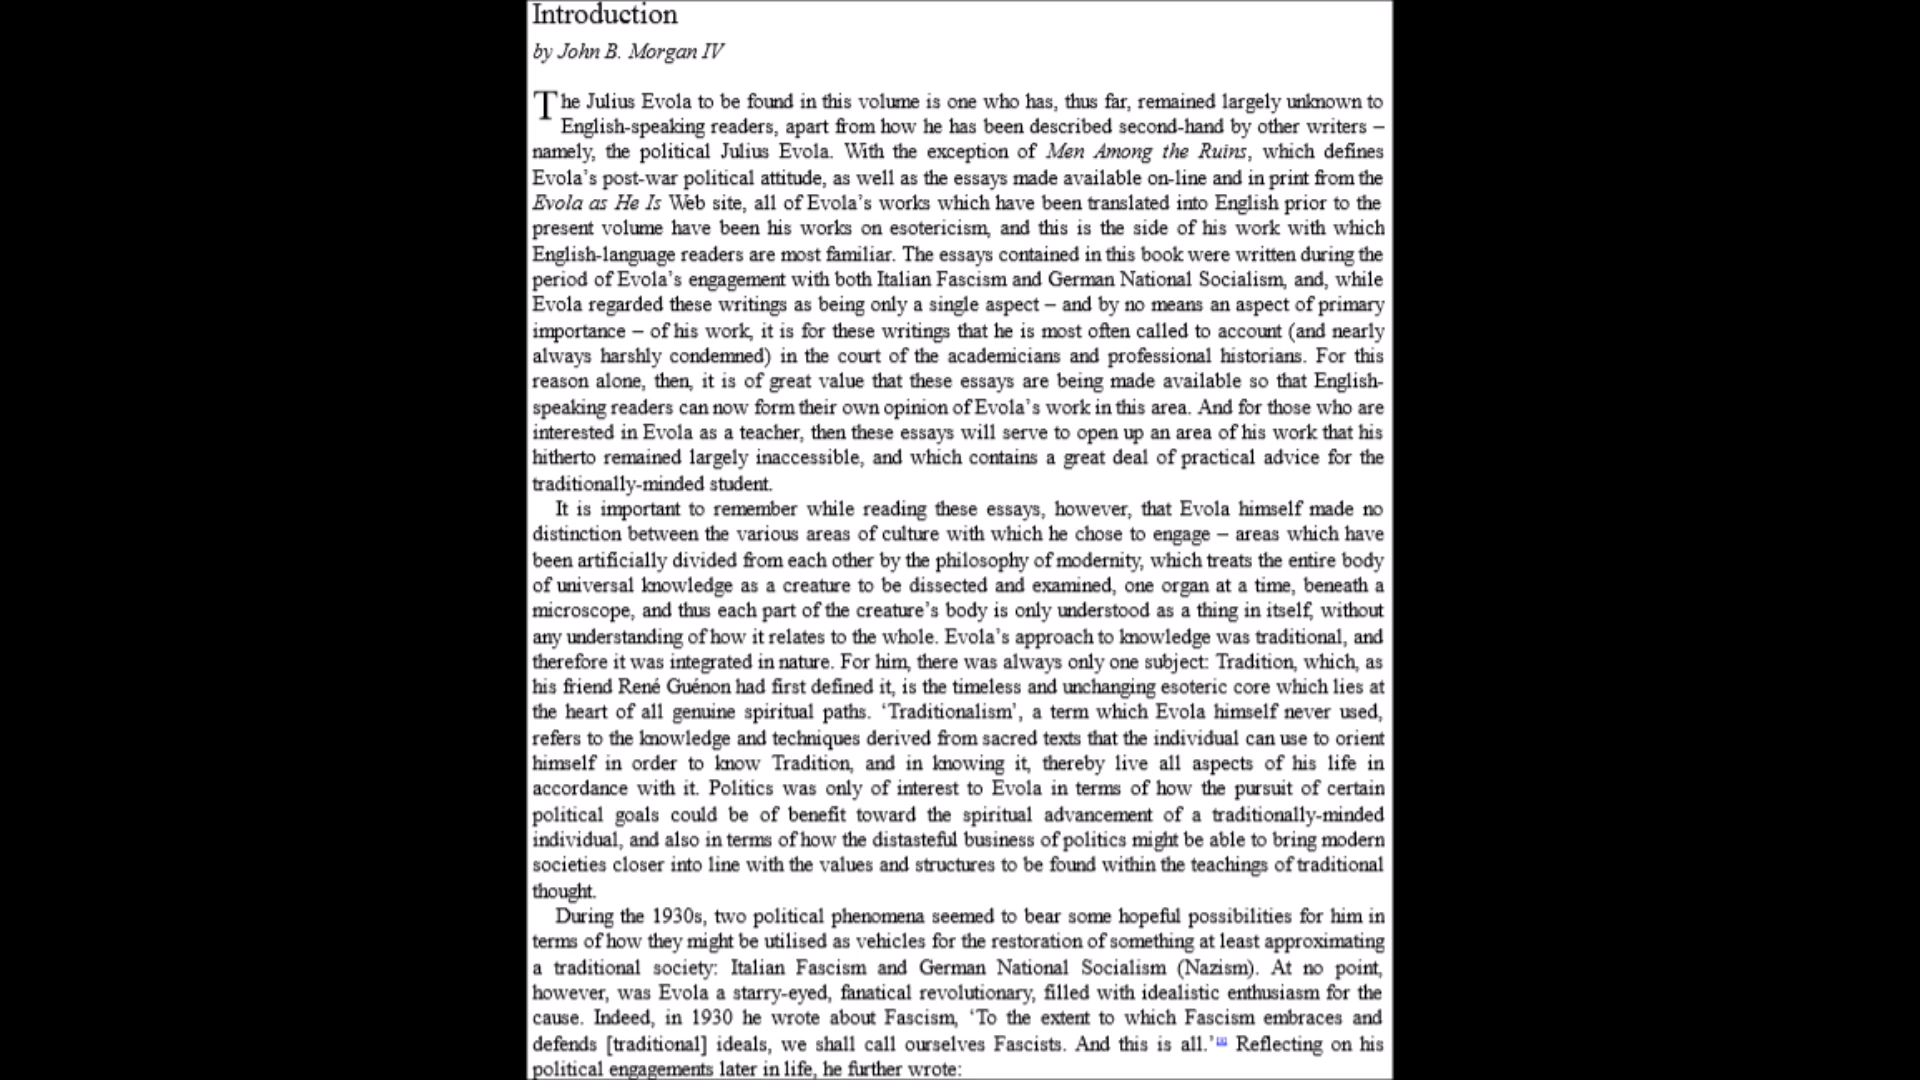 Introduction
by John B. Morgan IV
The Julius Evola to be found in this volume is one who has, thus far, remained largely unknown to
English-speaking readers, apart from how he has been described second-hand by other writers –
namely, the political Julius Evola. With the exception of Men Among the Ruins, which defines
Evola's post-war political attitude, as well as the essays made available on-line and in print from the
Evola as He Is Web site, all of Evola's works which have been translated into English prior to the
present volume have been his works on esotericism, and this is the side of his work with which
English-language readers are most familiar. The essays contained in this book were written during the
period of Evola's engagement with both Italian Fascism and German National Socialism, and, while
Evola regarded these writings as being only a single aspect – and by no means an aspect of primary
importance – of his work, it is for these writings that he is most often called to account (and nearly
always harshly condemned) in the court of the academicians and professional historians. For this
reason alone, then, it is of great value that these essays are being made available so that English-
speaking readers can now form their own opinion of Evola's work in this area. And for those who are
interested in Evola as a teacher, then these essays will serve to open up an area of his work that his
hitherto remained largely inaccessible, and which contains a great deal of practical advice for the
traditionally-minded student.
It is important to remember while reading these essays, however, that Evola himself made no
distinction between the various areas of culture with which he chose to engage – areas which have
been artificially divided from each other by the philosophy of modernity, which treats the entire body
of universal knowledge as a creature to be dissected and examined, one organ at a time, beneath a
microscope, and thus each part of the creature's body is only understood as a thing in itself, without
any understanding of how it relates to the whole. Evola's approach to knowledge was traditional, and
therefore it was integrated in nature. For him, there was always only one subject: Tradition, which, as
his friend René Guénon had first defined it, is the timeless and unchanging esoteric core which lies at
the heart of all genuine spiritual paths. 'Traditionalism', a term which Evola himself never used,
refers to the knowledge and techniques derived from sacred texts that the individual can use to orient
himself in order to know Tradition, and in knowing it, thereby live all aspects of his life in
accordance with it. Politics was only of interest to Evola in terms of how the pursuit of certain
political goals could be of benefit toward the spiritual advancement of a traditionally-minded
individual, and also in terms of how the distasteful business of politics might be able to bring modern
societies closer into line with the values and structures to be found within the teachings of traditional
thought.
During the 1930s, two political phenomena seemed to bear some hopeful possibilities for him in
terms of how they might be utilised as vehicles for the restoration of something at least approximating
a traditional society: Italian Fascism and German National Socialism (Nazism). At no point,
however, was Evola a starry-eyed, fanatical revolutionary, filled with idealistic enthusiasm for the
cause. Indeed, in 1930 he wrote about Fascism, 'To the extent to which Fascism embraces and
defends [traditional] ideals, we shall call ourselves Fascists. And this is all.' Reflecting on his
political engagements later in life, he further wrote: